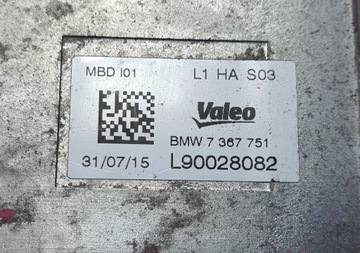 MBD I01 L1 HA S03
Valeo
BMW 7 367 751
31/07/15 L90028082